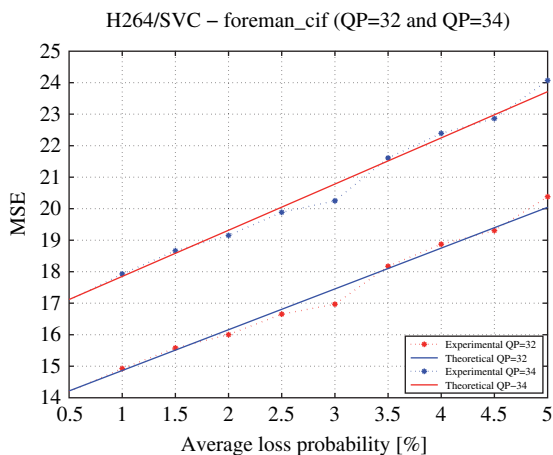 H264/SVC − foreman_cif (QP=32 and QP=34)
25
24
23
22
21
20
19
18
17
16
15
14
MSE
0.5 1 1.5 2 2.5 3 3.5 4 4.5 5
Average loss probability [%]
Experimental QP=32
Theoretical QP=32
Experimental QP=34
Theoretical QP−34